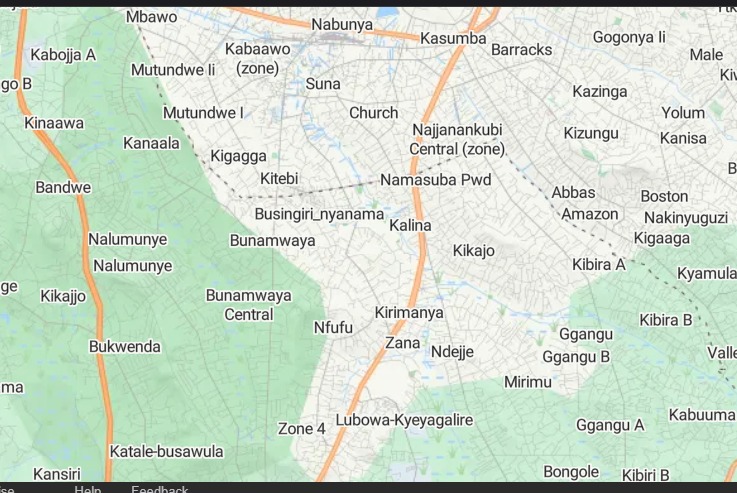 Mbawo
Nabunya
Kasumba
Gogonya Ii
Kabojja A
Kabaawo
(zone)
Barracks
Male
Mutundwe Ii
Suna
Kazinga
Mutundwe I
Church
Yolum
Kinaawa
Najjanankubi
Central (zone)
Kizungu
Kanisa
Kanaala
Kigagga
Kitebi
Namasuba Pwd
Bandwe
Abbas
Boston
Busingiri_nyanama
Amazon
Nakinyuguzi
Kalina
Nalumunye
Bunamwaya
Kigaaga
Kikajo
Nalumunye
Kibira A
Kyamula
Kikajjo
Bunamwaya
Central
Kirimanya
Kibira B
Nfufu
Ggangu
Bukwenda
Zana
Ndejje
Ggangu B
Valle
Mirimu
Lubowa-Kyeyagalire
Kabuuma
Zone 4
Ggangu A
Katale-busawula
Kansiri
Bongole
Kibiri B
Help
Feedback